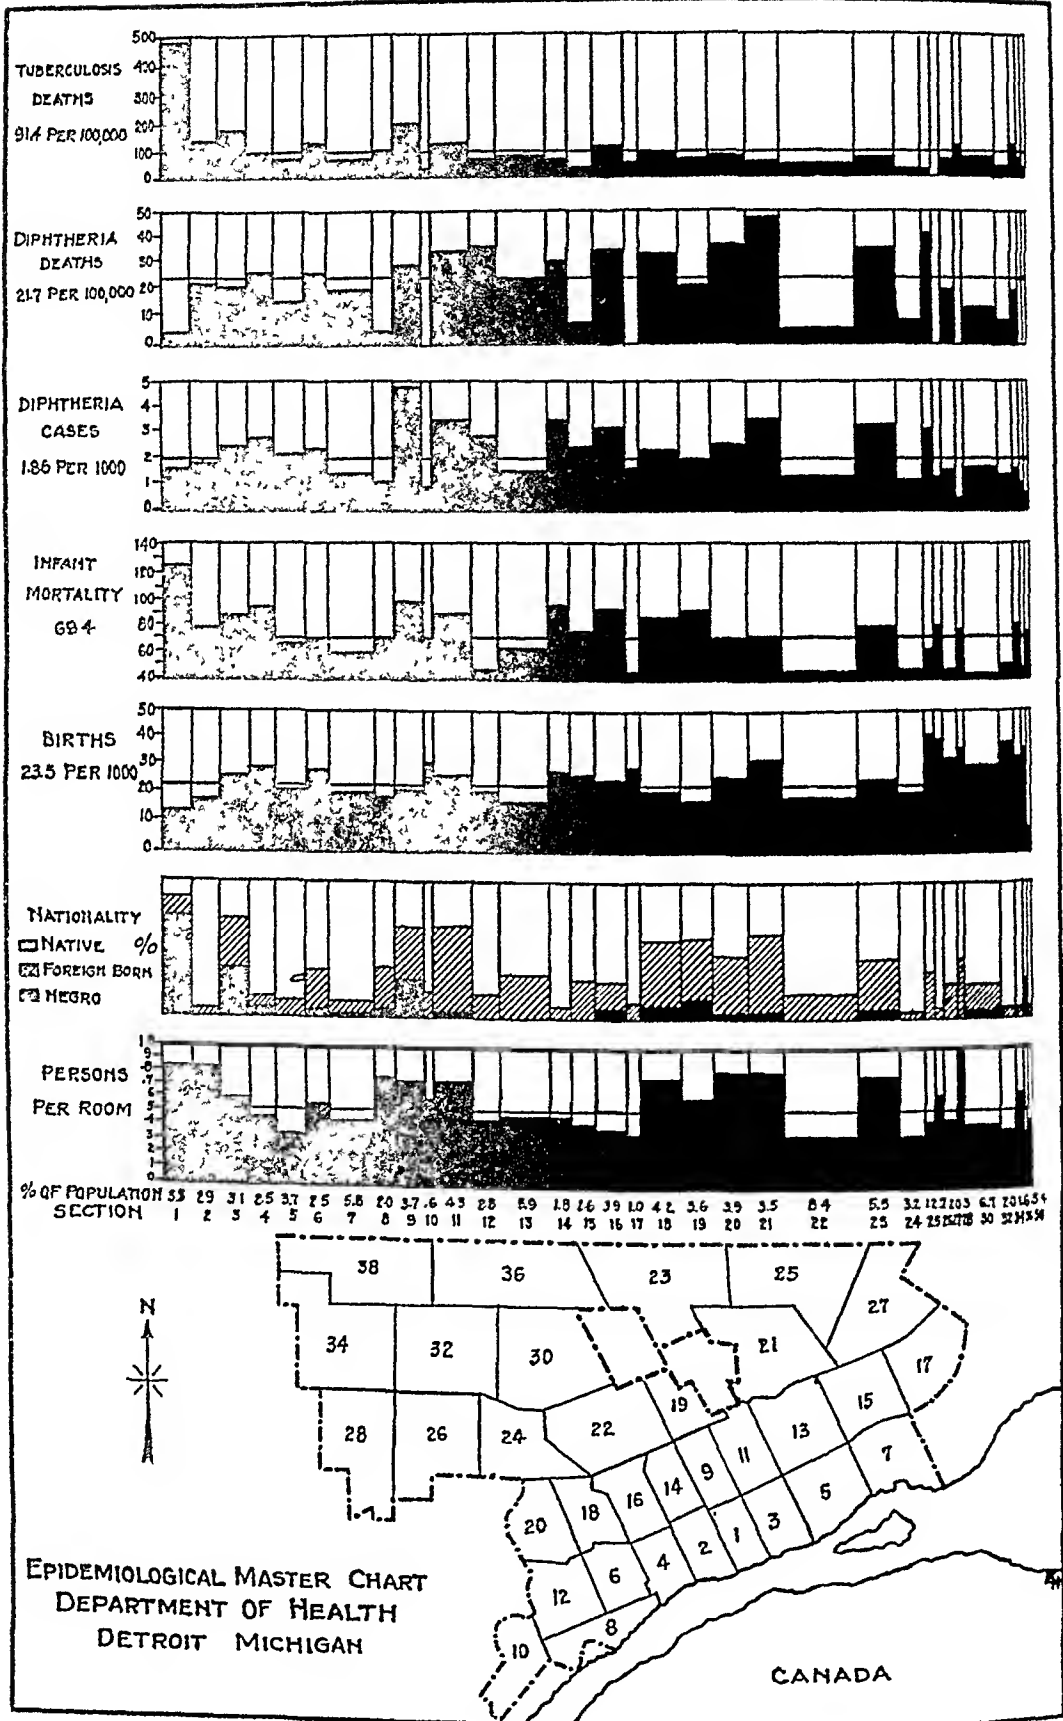 500
TUBERCULOSIS 400
DEATHS 300
91.4 PER 100,000 200
100
0
50
DIPHTHERIA 40
DEATHS 30
21.7 PER 100,000 20
10
0
5
DIPHTHERIA 4
CASES 3
1.86 PER 1000 2
1
0
140
INFANT 120
MORTALITY 100
69.4 80
60
40
50
BIRTHS 40
23.5 PER 1000 30
20
10
0
NATIONALITY
NATIVE %
FOREIGN BORN
NEGRO
PERSONS
PER ROOM
9
8
7
6
5
4
3
2
1
0
% OF POPULATION 2.9 3.1 2.5 3.7 2.5 5.8 2.0 3.7 .6 4.3 2.8 1.8 2.6 3.9 1.0 4.2 3.6 3.9 3.5 8.4 5.5 3.2
SECTION 1 2 3 4 5 6 7 8 9 10 11 12 13 14 15 16 17 18 19 20 21 22 23 24 30
38 36 23 25
27
N
34 32 30 21 17
19 15
28 26 24 22 13
11
9 7
14 5
16
20 18 3
1
2
4
6
12
8
10
EPIDEMIOLOGICAL MASTER CHART
DEPARTMENT OF HEALTH
DETROIT MICHIGAN
CANADA